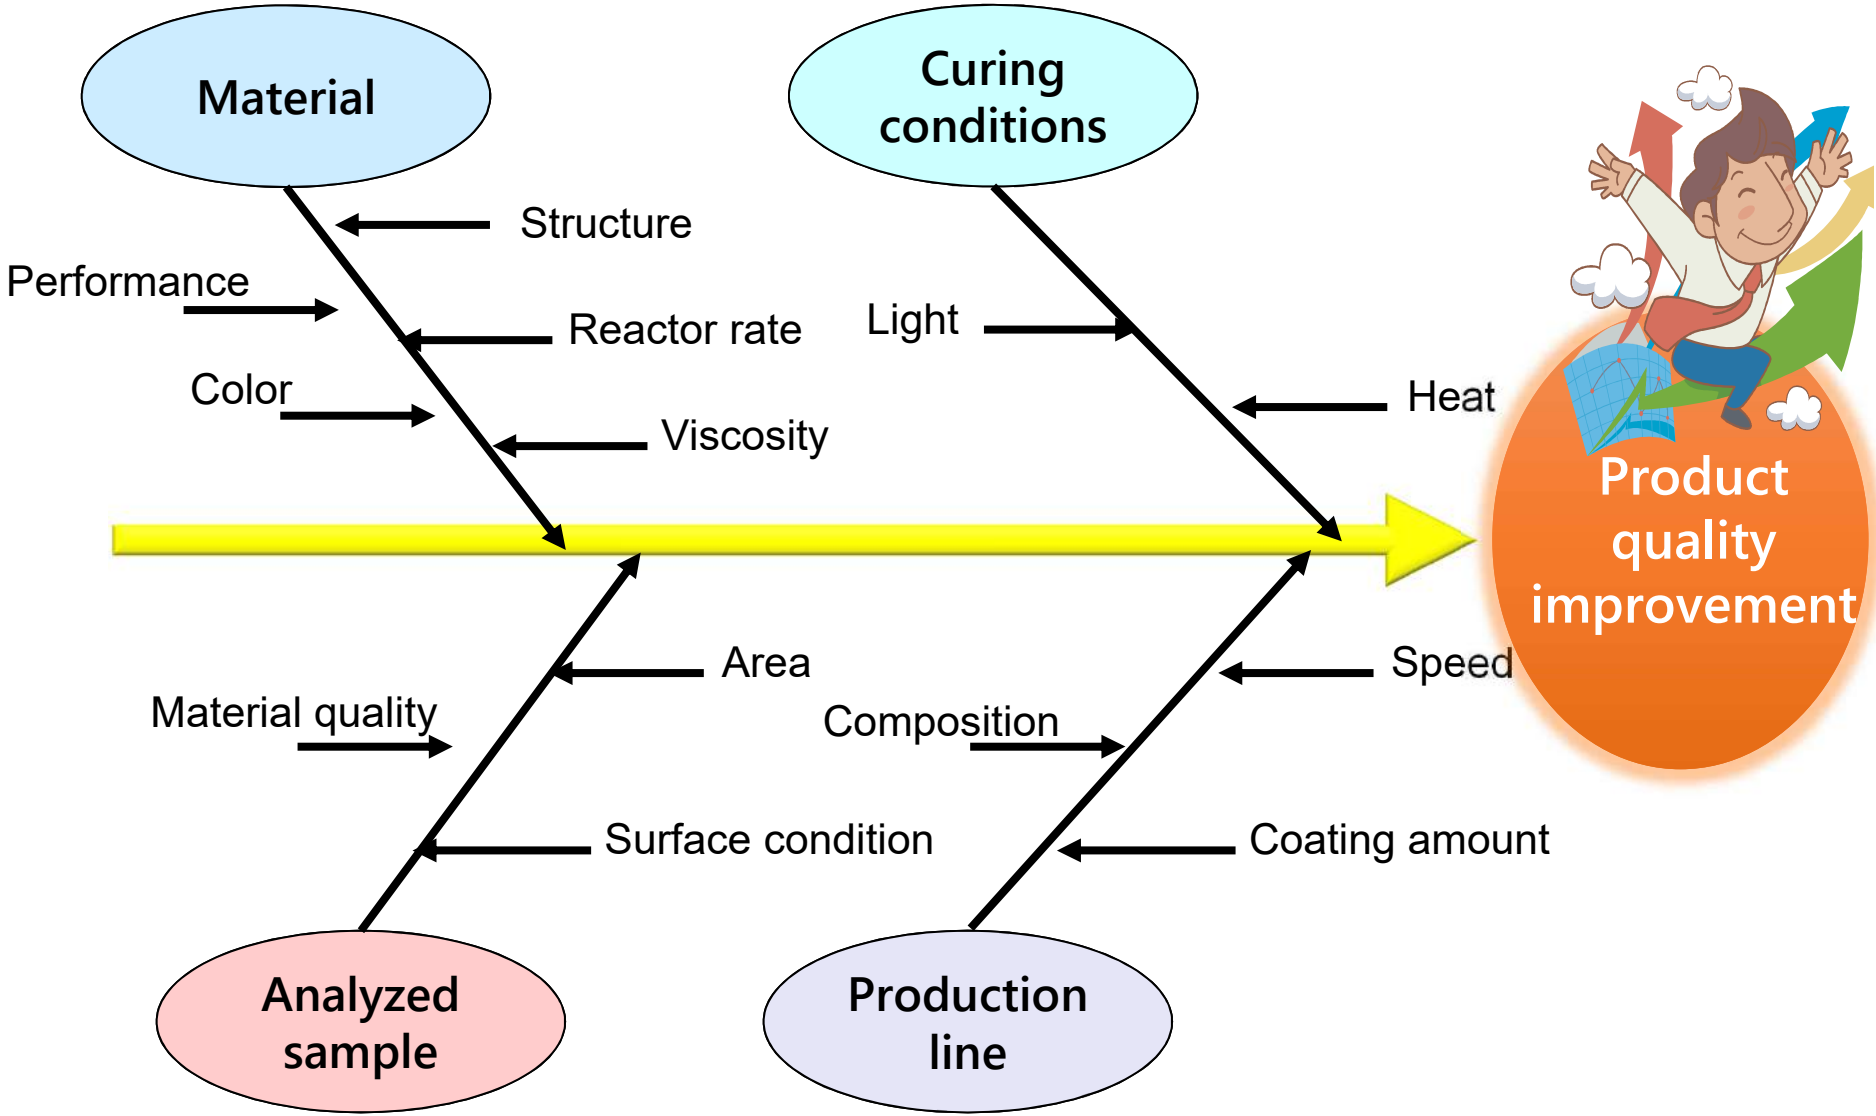 Material
Curing
conditions
Structure
Performance
Reactor rate
Light
Color
Heat
Viscosity
Product
quality
improvement
Area
Speed
Material quality
Composition
Surface condition
Coating amount
Analyzed
sample
Production
line